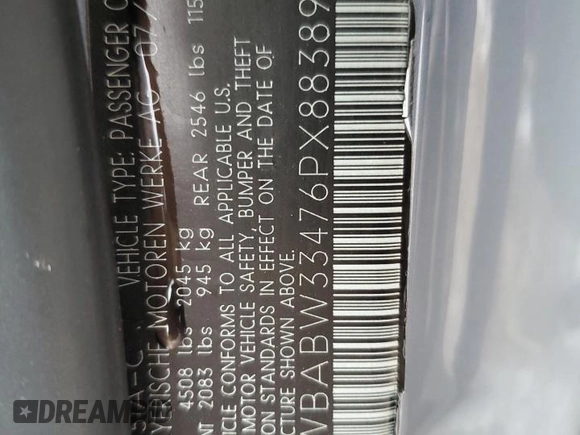 VEHICLE TYPE: PASSENGER
ERISCHE MOTOREN WERKE AG 07/
4508 lbs 2045 kg
NT 2083 lbs 945 kg REAR 2546 lbs 115
ICLE CONFORMS TO ALL APPLICABLE U.S.
MOTOR VEHICLE SAFETY, BUMPER AND THEFT
ON STANDARDS IN EFFECT ON THE DATE OF
CTURE SHOWN ABOVE.
WBABW33476PX88389
DREAM